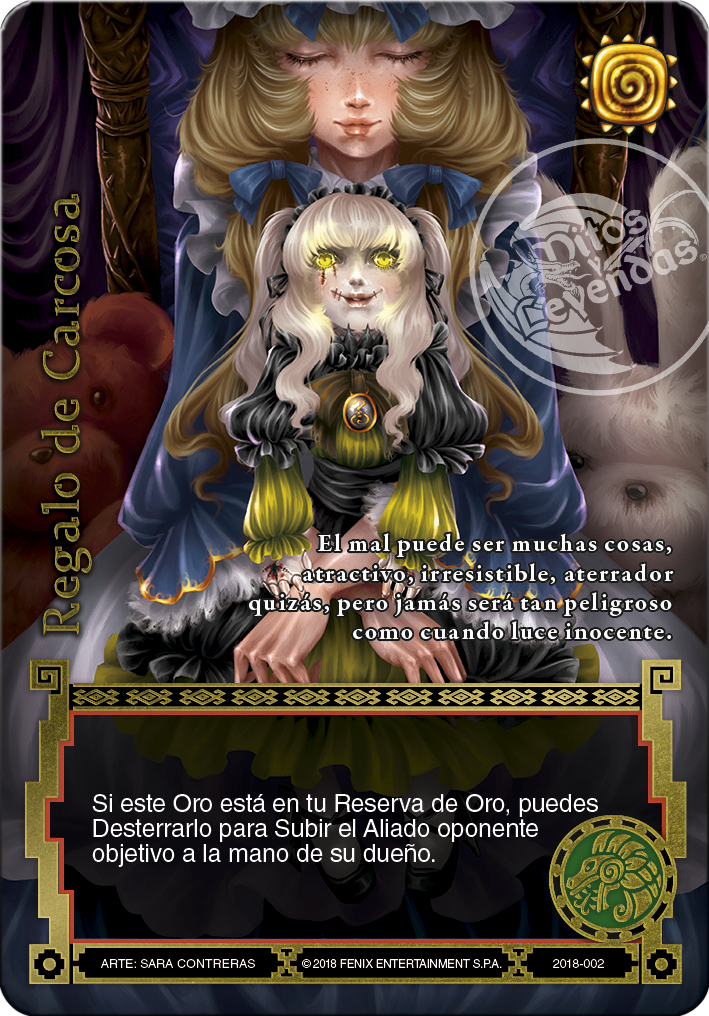 Mitos
y
Leyendas®
Regalo de Carcosa
El mal puede ser muchas cosas,
atractivo, irresistible, aterrador
quizás, pero jamás será tan peligroso
como cuando luce inocente.
Si este Oro está en tu Reserva de Oro, puedes
Desterrarlo para Subir el Aliado oponente
objetivo a la mano de su dueño.
ARTE: SARA CONTRERAS
©2018 FENIX ENTERTAINMENT S.P.A.
2018-002